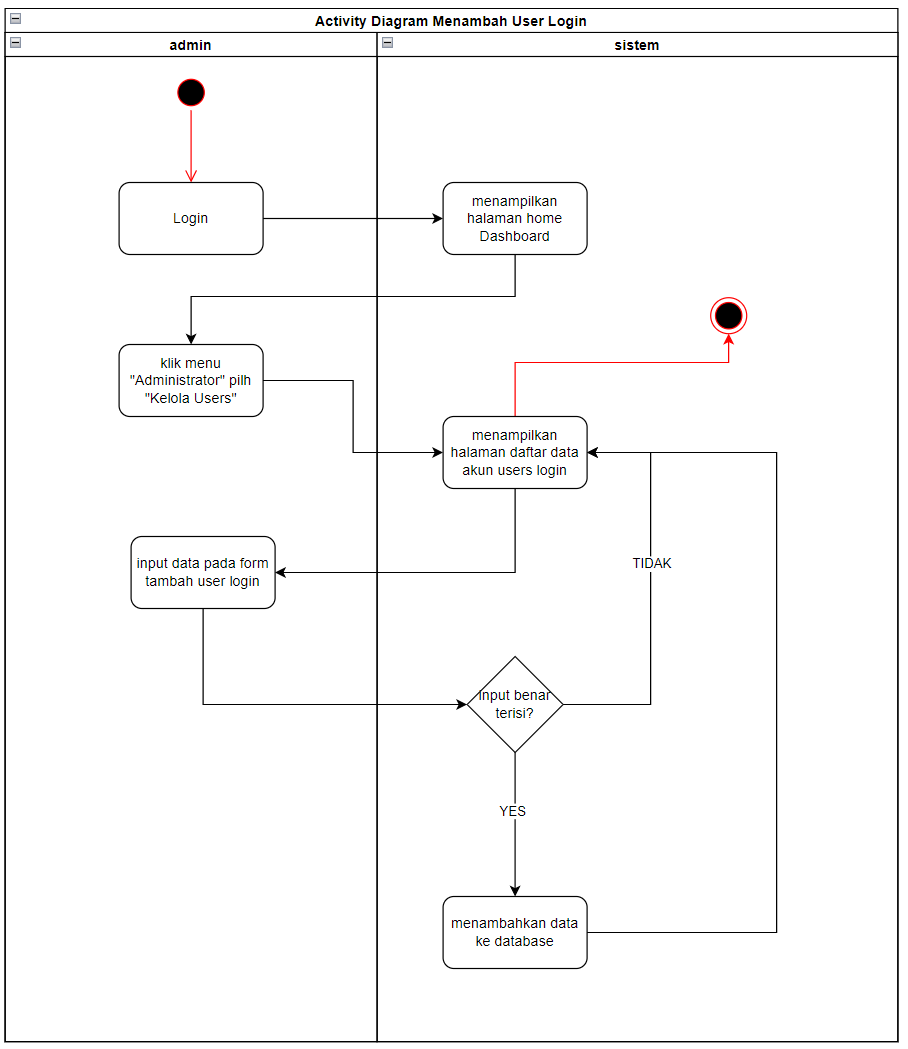 Activity Diagram Menambah User Login
admin
sistem
Login
menampilkan
halaman home
Dashboard
klik menu
"Administrator" pilh
"Kelola Users"
menampilkan
halaman daftar data
akun users login
input data pada form
tambah user login
TIDAK
input benar
terisi?
YES
menambahkan data
ke database